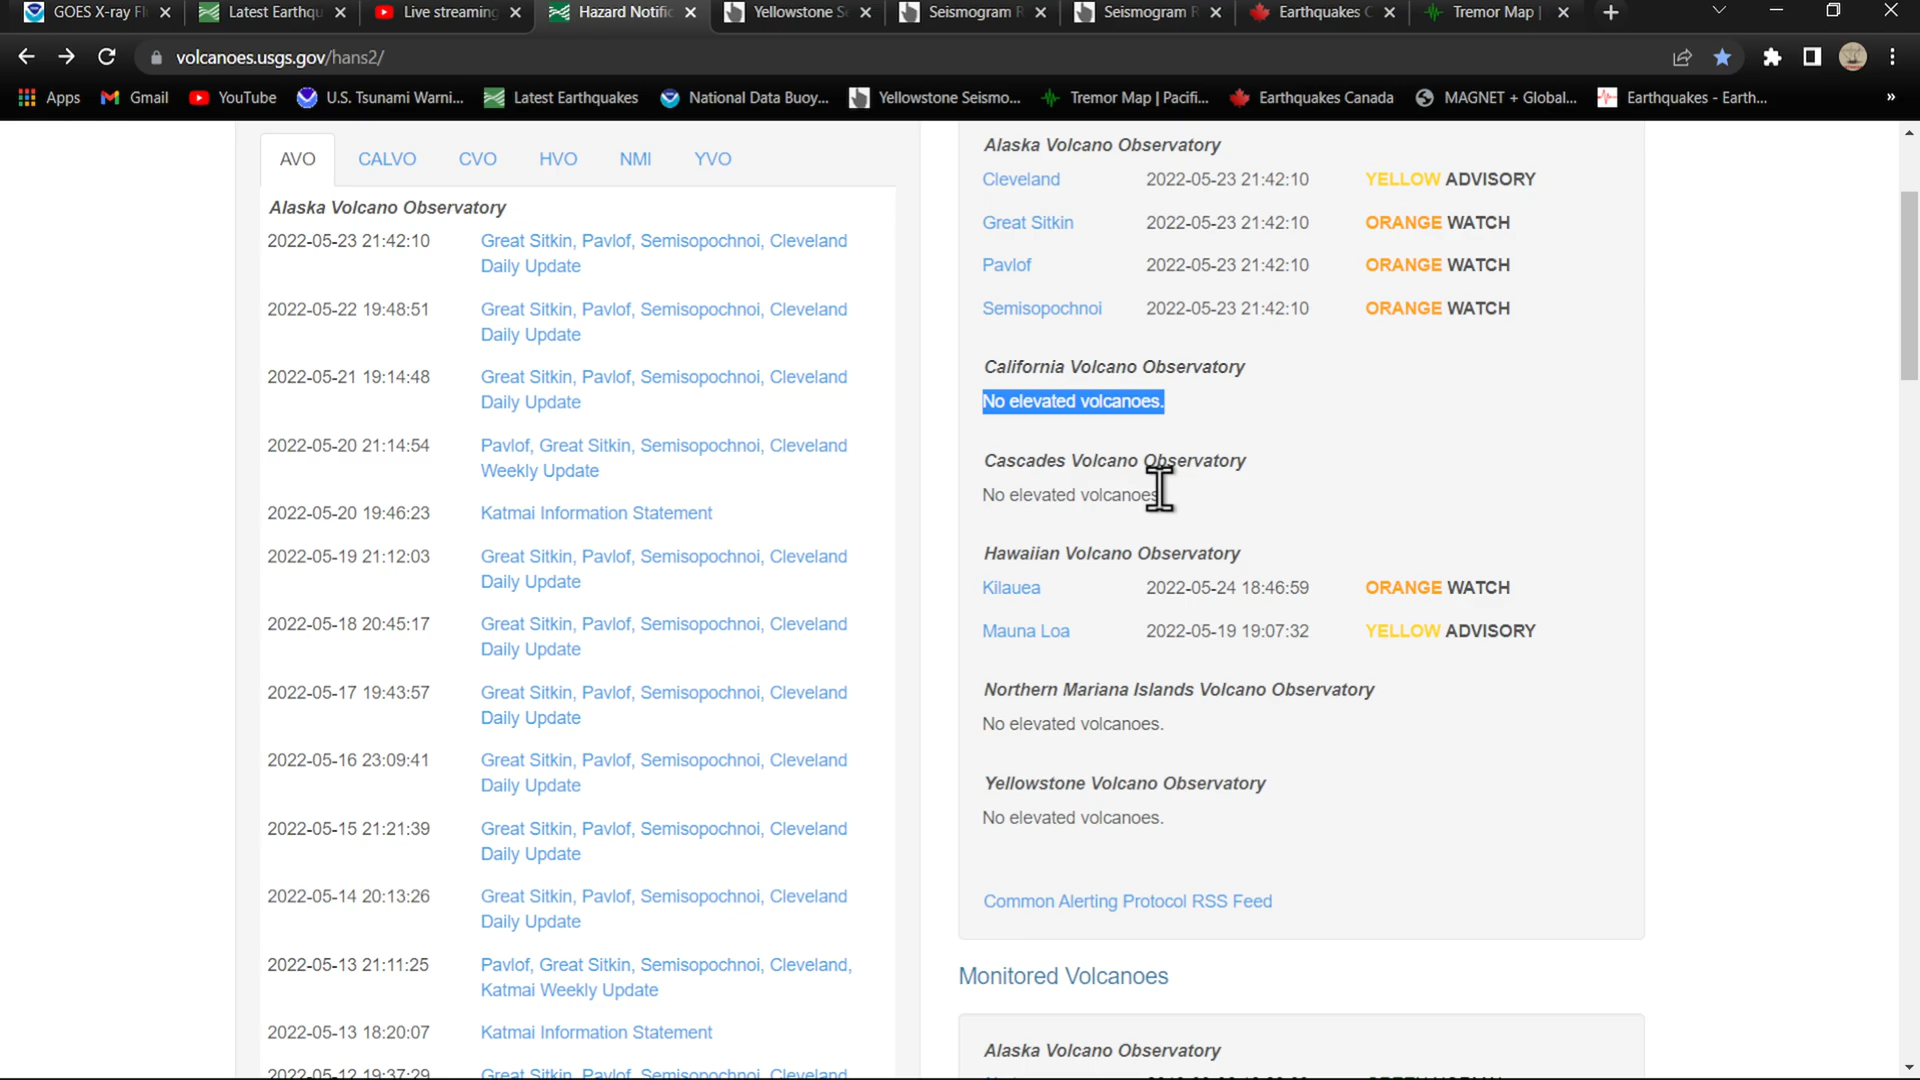 GOES X-ray Fl
Latest Earthqu
Live streaming
Hazard Notific
Yellowstone S
Seismogram R
Seismogram R
Earthquakes C
Tremor Map |
volcanoes.usgs.gov/hans2/
Apps
Gmail
YouTube
U.S. Tsunami Warni...
Latest Earthquakes
National Data Buoy...
Yellowstone Seismo...
Tremor Map | Pacifi...
Earthquakes Canada
MAGNET + Global...
Earthquakes - Earth...
»
AVO CALVO CVO HVO NMI YVO
Alaska Volcano Observatory
2022-05-23 21:42:10 Great Sitkin, Pavlof, Semisopochnoi, Cleveland
Daily Update
2022-05-22 19:48:51 Great Sitkin, Pavlof, Semisopochnoi, Cleveland
Daily Update
2022-05-21 19:14:48 Great Sitkin, Pavlof, Semisopochnoi, Cleveland
Daily Update
2022-05-20 21:14:54 Pavlof, Great Sitkin, Semisopochnoi, Cleveland
Weekly Update
2022-05-20 19:46:23 Katmai Information Statement
2022-05-19 21:12:03 Great Sitkin, Pavlof, Semisopochnoi, Cleveland
Daily Update
2022-05-18 20:45:17 Great Sitkin, Pavlof, Semisopochnoi, Cleveland
Daily Update
2022-05-17 19:43:57 Great Sitkin, Pavlof, Semisopochnoi, Cleveland
Daily Update
2022-05-16 23:09:41 Great Sitkin, Pavlof, Semisopochnoi, Cleveland
Daily Update
2022-05-15 21:21:39 Great Sitkin, Pavlof, Semisopochnoi, Cleveland
Daily Update
2022-05-14 20:13:26 Great Sitkin, Pavlof, Semisopochnoi, Cleveland
Daily Update
2022-05-13 21:11:25 Pavlof, Great Sitkin, Semisopochnoi, Cleveland,
Katmai Weekly Update
2022-05-13 18:20:07 Katmai Information Statement
2022-05-12 19:37:29 Great Sitkin, Pavlof, Semisopochnoi, Cleveland
Alaska Volcano Observatory
Cleveland 2022-05-23 21:42:10 YELLOW ADVISORY
Great Sitkin 2022-05-23 21:42:10 ORANGE WATCH
Pavlof 2022-05-23 21:42:10 ORANGE WATCH
Semisopochnoi 2022-05-23 21:42:10 ORANGE WATCH
California Volcano Observatory
No elevated volcanoes.
Cascades Volcano Observatory
No elevated volcanoes
Hawaiian Volcano Observatory
Kilauea 2022-05-24 18:46:59 ORANGE WATCH
Mauna Loa 2022-05-19 19:07:32 YELLOW ADVISORY
Northern Mariana Islands Volcano Observatory
No elevated volcanoes.
Yellowstone Volcano Observatory
No elevated volcanoes.
Common Alerting Protocol RSS Feed
Monitored Volcanoes
Alaska Volcano Observatory